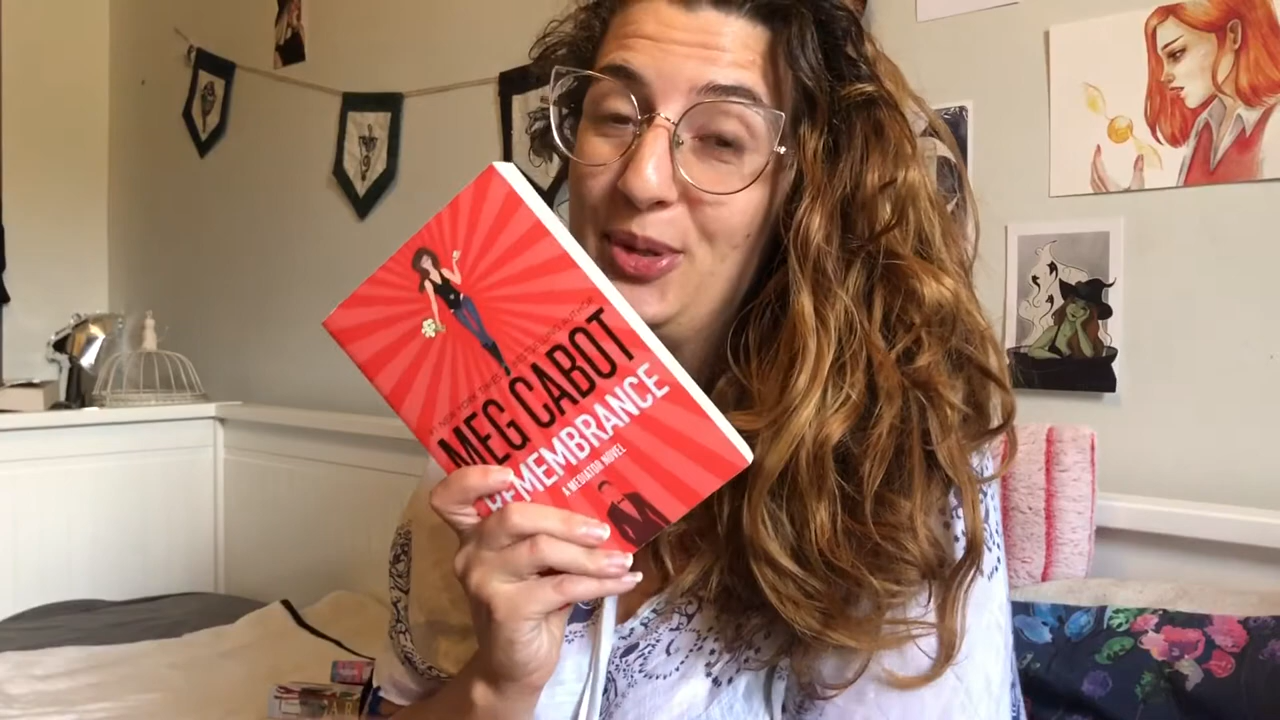 #1 NEW YORK TIMES BESTSELLING AUTHOR
MEG CABOT
REMEMBRANCE
A MEDIATOR NOVEL